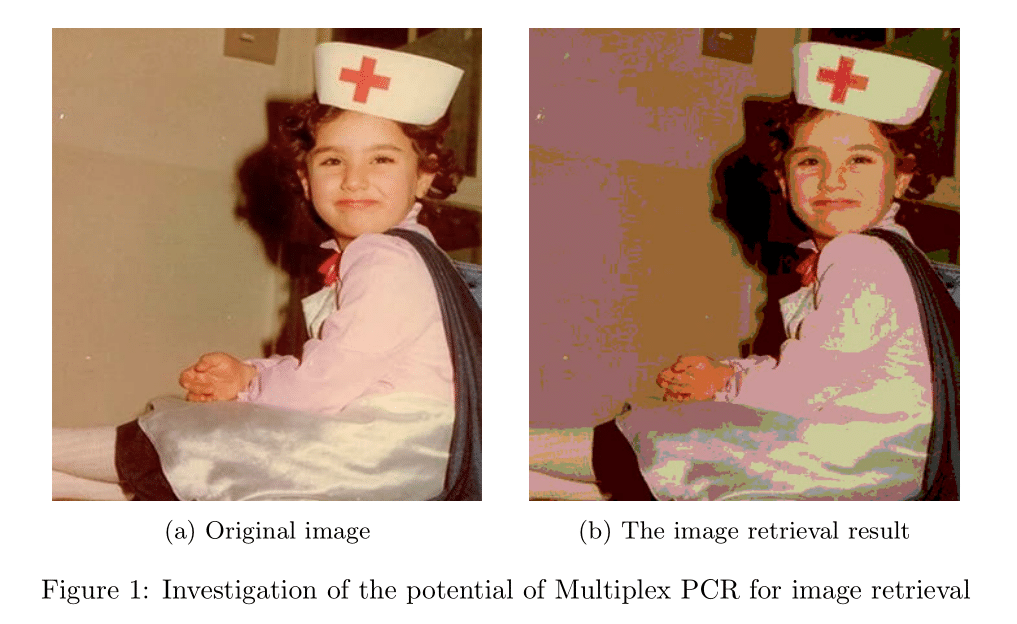 (a) Original image
(b) The image retrieval result
Figure 1: Investigation of the potential of Multiplex PCR for image retrieval